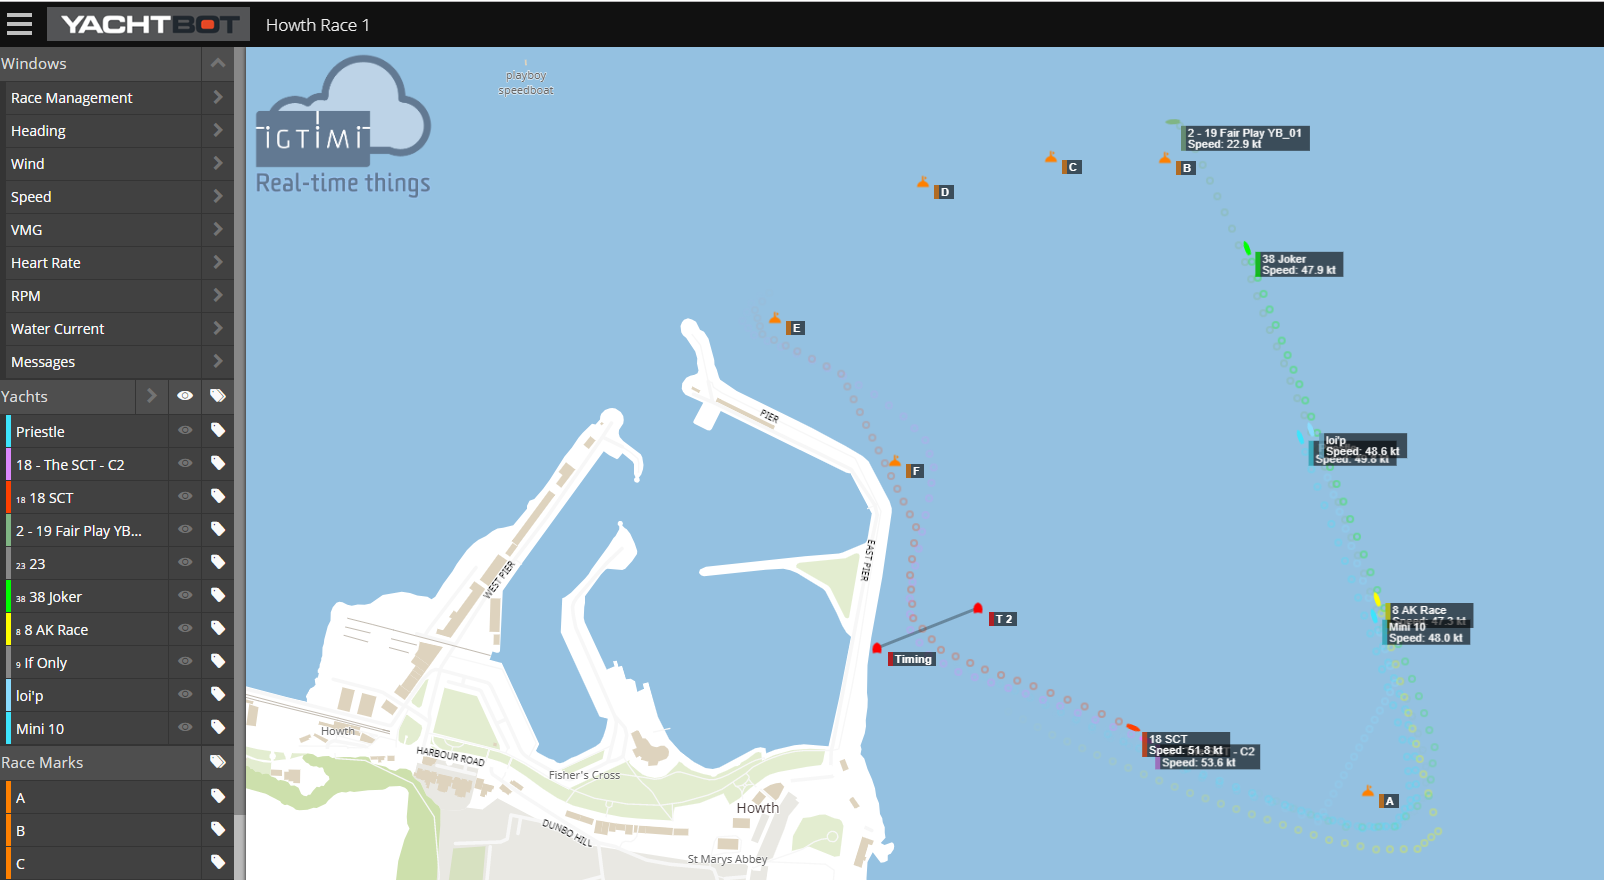 YACHTBOT
Howth Race 1
Windows
Race Management
Heading
Wind
Speed
VMG
Heart Rate
RPM
Water Current
Messages
Yachts
Priestle
18 - The SCT - C2
18 18 SCT
2 - 19 Fair Play YB...
23 23
38 38 Joker
8 8 AK Race
9 If Only
loi'p
Mini 10
Race Marks
A
B
C
iGTiMi
Real-time things
playboy
speedboat
2 - 19 Fair Play YB_01
Speed: 22.9 kt
C
B
D
38 Joker
Speed: 47.9 kt
E
PIER
loi'p
Speed: 48.6 kt
Speed: 49.8 kt
F
WEST PIER
EAST PIER
8 AK Race
Speed: 47.3 kt
Mini 10
Speed: 48.0 kt
T 2
Timing
18 SCT
Speed: 51.8 kt
- C2
Speed: 53.6 kt
A
Howth
HARBOUR ROAD
Fisher's Cross
Howth
DUNBO HILL
St Marys Abbey